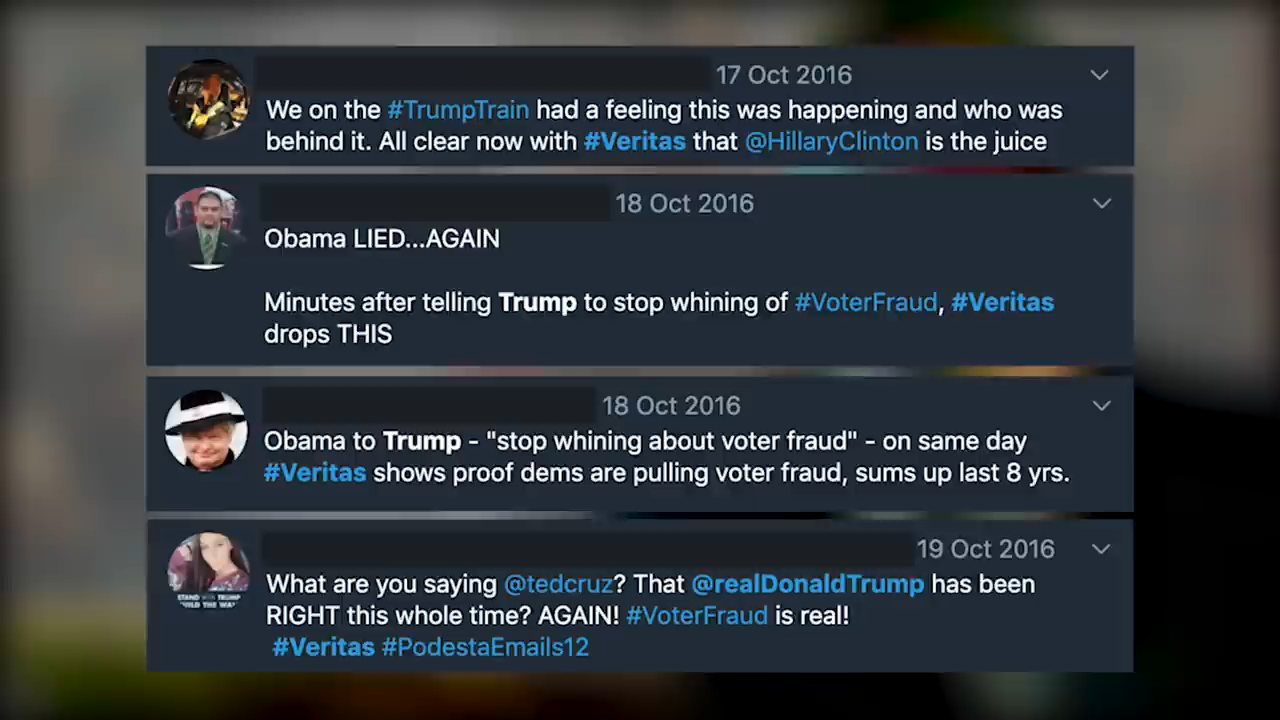 17 Oct 2016
We on the #TrumpTrain had a feeling this was happening and who was
behind it. All clear now with #Veritas that @HillaryClinton is the juice
18 Oct 2016
Obama LIED...AGAIN
Minutes after telling Trump to stop whining of #VoterFraud, #Veritas
drops THIS
18 Oct 2016
Obama to Trump - "stop whining about voter fraud" - on same day
#Veritas shows proof dems are pulling voter fraud, sums up last 8 yrs.
19 Oct 2016
What are you saying @tedcruz? That @realDonaldTrump has been
RIGHT this whole time? AGAIN! #VoterFraud is real!
#Veritas #PodestaEmails12